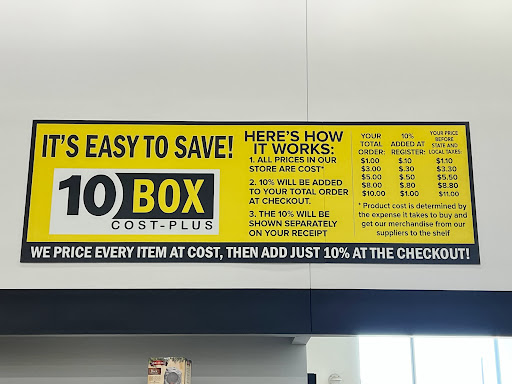 IT'S EASY TO SAVE!
10 BOX
COST-PLUS
HERE'S HOW
IT WORKS:
1. ALL PRICES IN OUR
STORE ARE COST*
2. 10% WILL BE ADDED
TO YOUR TOTAL ORDER
AT CHECKOUT.
3. THE 10% WILL BE
SHOWN SEPARATELY
ON YOUR RECEIPT
YOUR TOTAL ORDER: 10% ADDED AT REGISTER: YOUR PRICE BEFORE STATE AND LOCAL TAXES:
$1.00 $.10 $1.10
$3.00 $.30 $3.30
$5.00 $.50 $5.50
$8.00 $.80 $8.80
$10.00 $1.00 $11.00
* Product cost is determined by
the expense it takes to buy and
get our merchandise from our
suppliers to the shelf
WE PRICE EVERY ITEM AT COST, THEN ADD JUST 10% AT THE CHECKOUT!